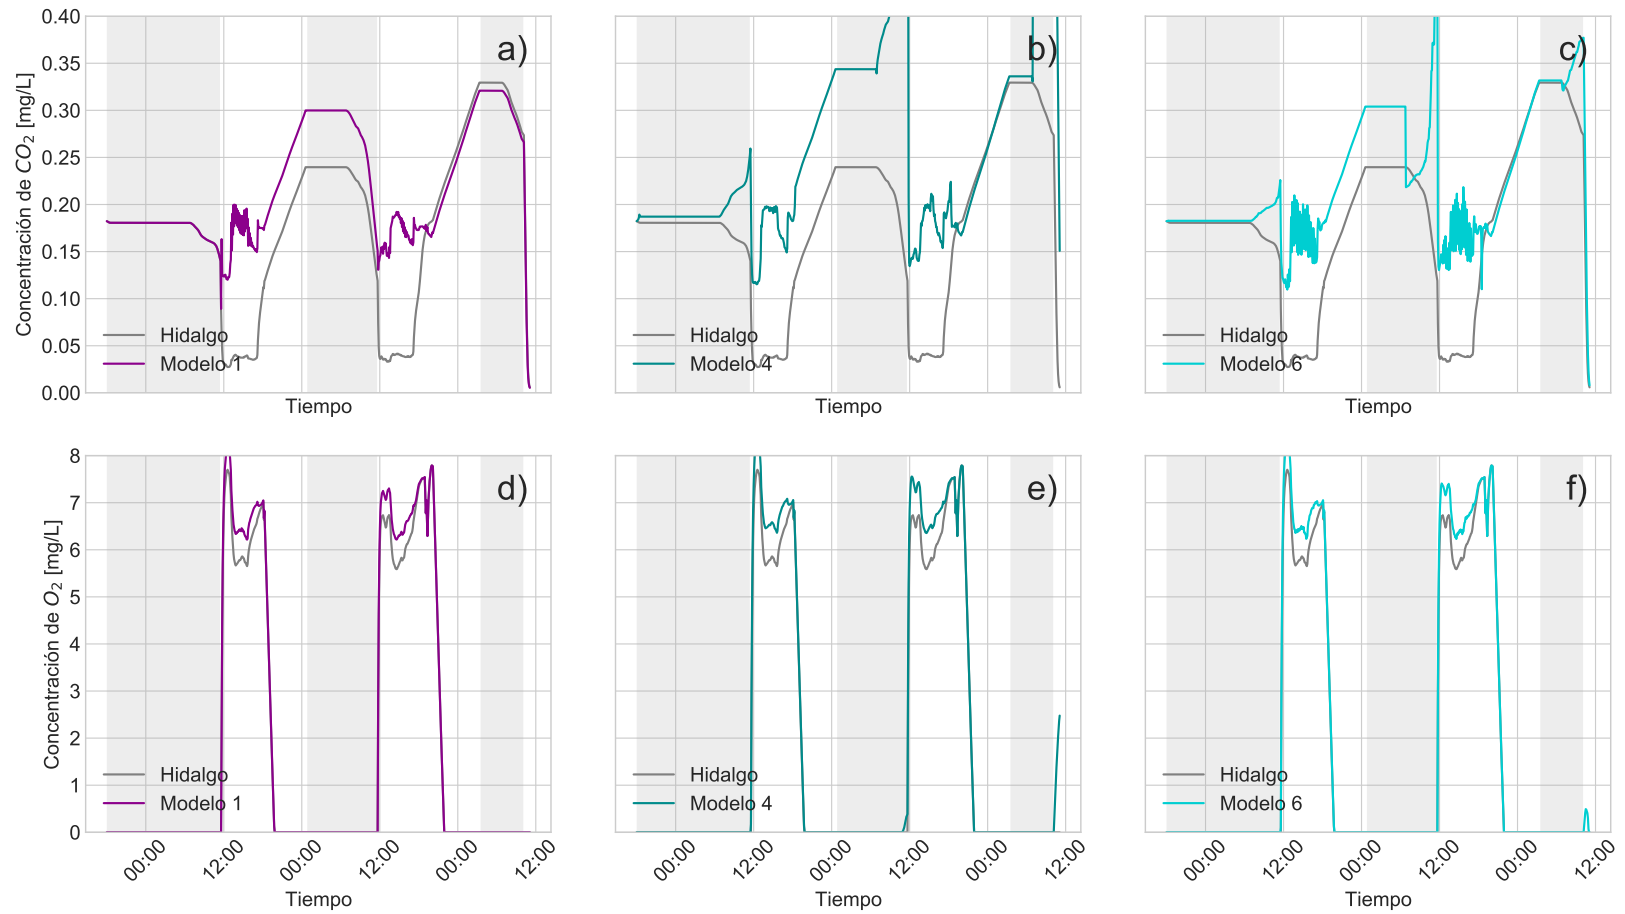 0.40
0.35
0.30
0.25
0.20
0.15
0.10
0.05
0.00
Concentración de CO₂ [mg/L]
a)
Hidalgo
Modelo 1
Tiempo
b)
Hidalgo
Modelo 4
Tiempo
c)
Hidalgo
Modelo 6
Tiempo
8
7
6
5
4
3
2
1
0
Concentración de O₂ [mg/L]
d)
Hidalgo
Modelo 1
00:00 12:00 00:00 12:00 00:00 12:00
Tiempo
e)
Hidalgo
Modelo 4
00:00 12:00 00:00 12:00 00:00 12:00
Tiempo
f)
Hidalgo
Modelo 6
00:00 12:00 00:00 12:00 00:00 12:00
Tiempo